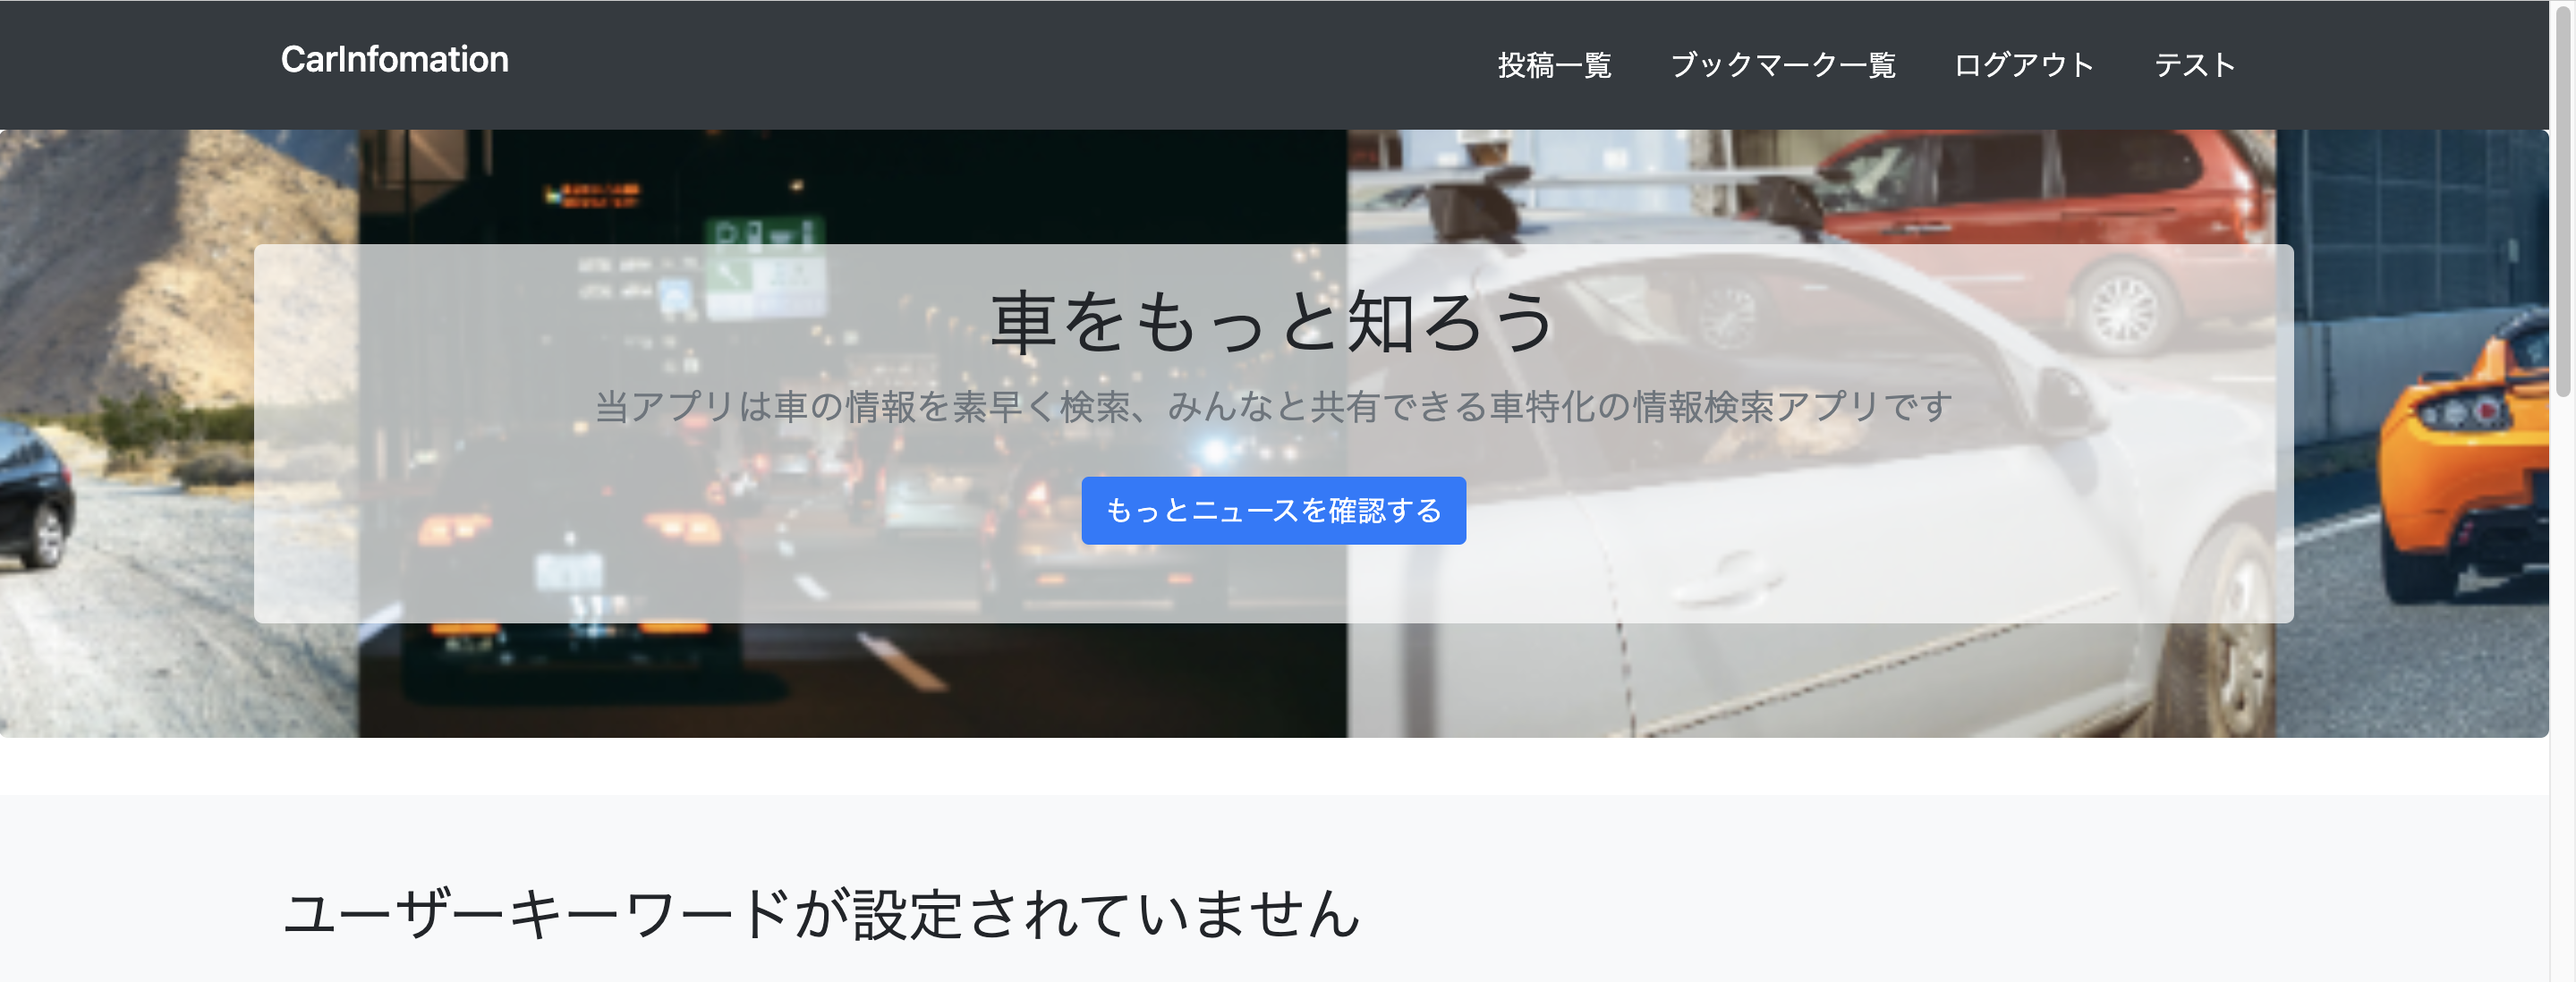 CarInfomation
投稿一覧 ブックマーク一覧 ログアウト テスト
車をもっと知ろう
当アプリは車の情報を素早く検索、みんなと共有できる車特化の情報検索アプリです
もっとニュースを確認する
ユーザーキーワードが設定されていません